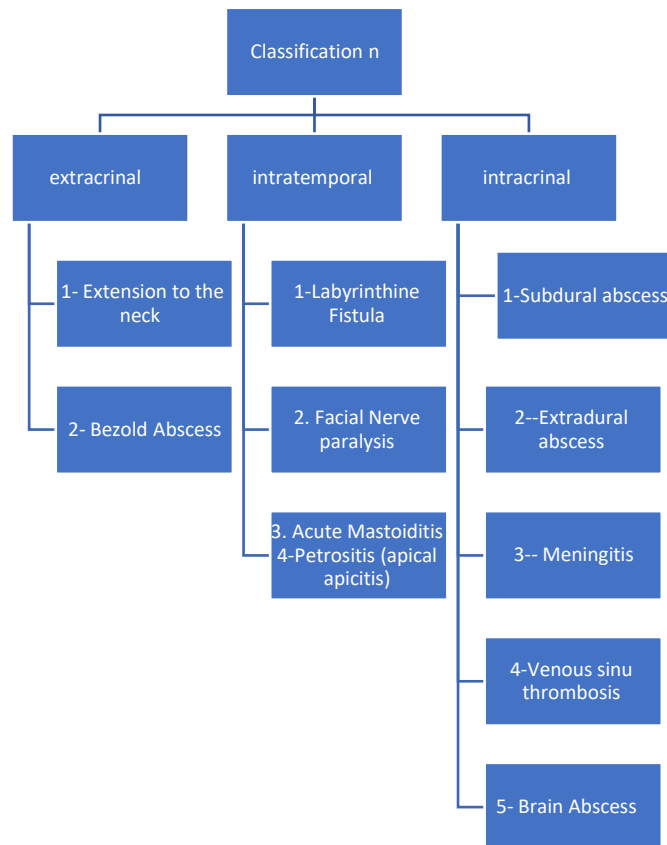 Classification n
extracrinal
intratemporal
intracrinal
1- Extension to the
neck
2- Bezold Abscess
1-Labyrinthine
Fistula
2. Facial Nerve
paralysis
3. Acute Mastoiditis
4-Petrositis (apical
apicitis)
1-Subdural abscess
2--Extradural
abscess
3-- Meningitis
4-Venous sinu
thrombosis
5- Brain Abscess